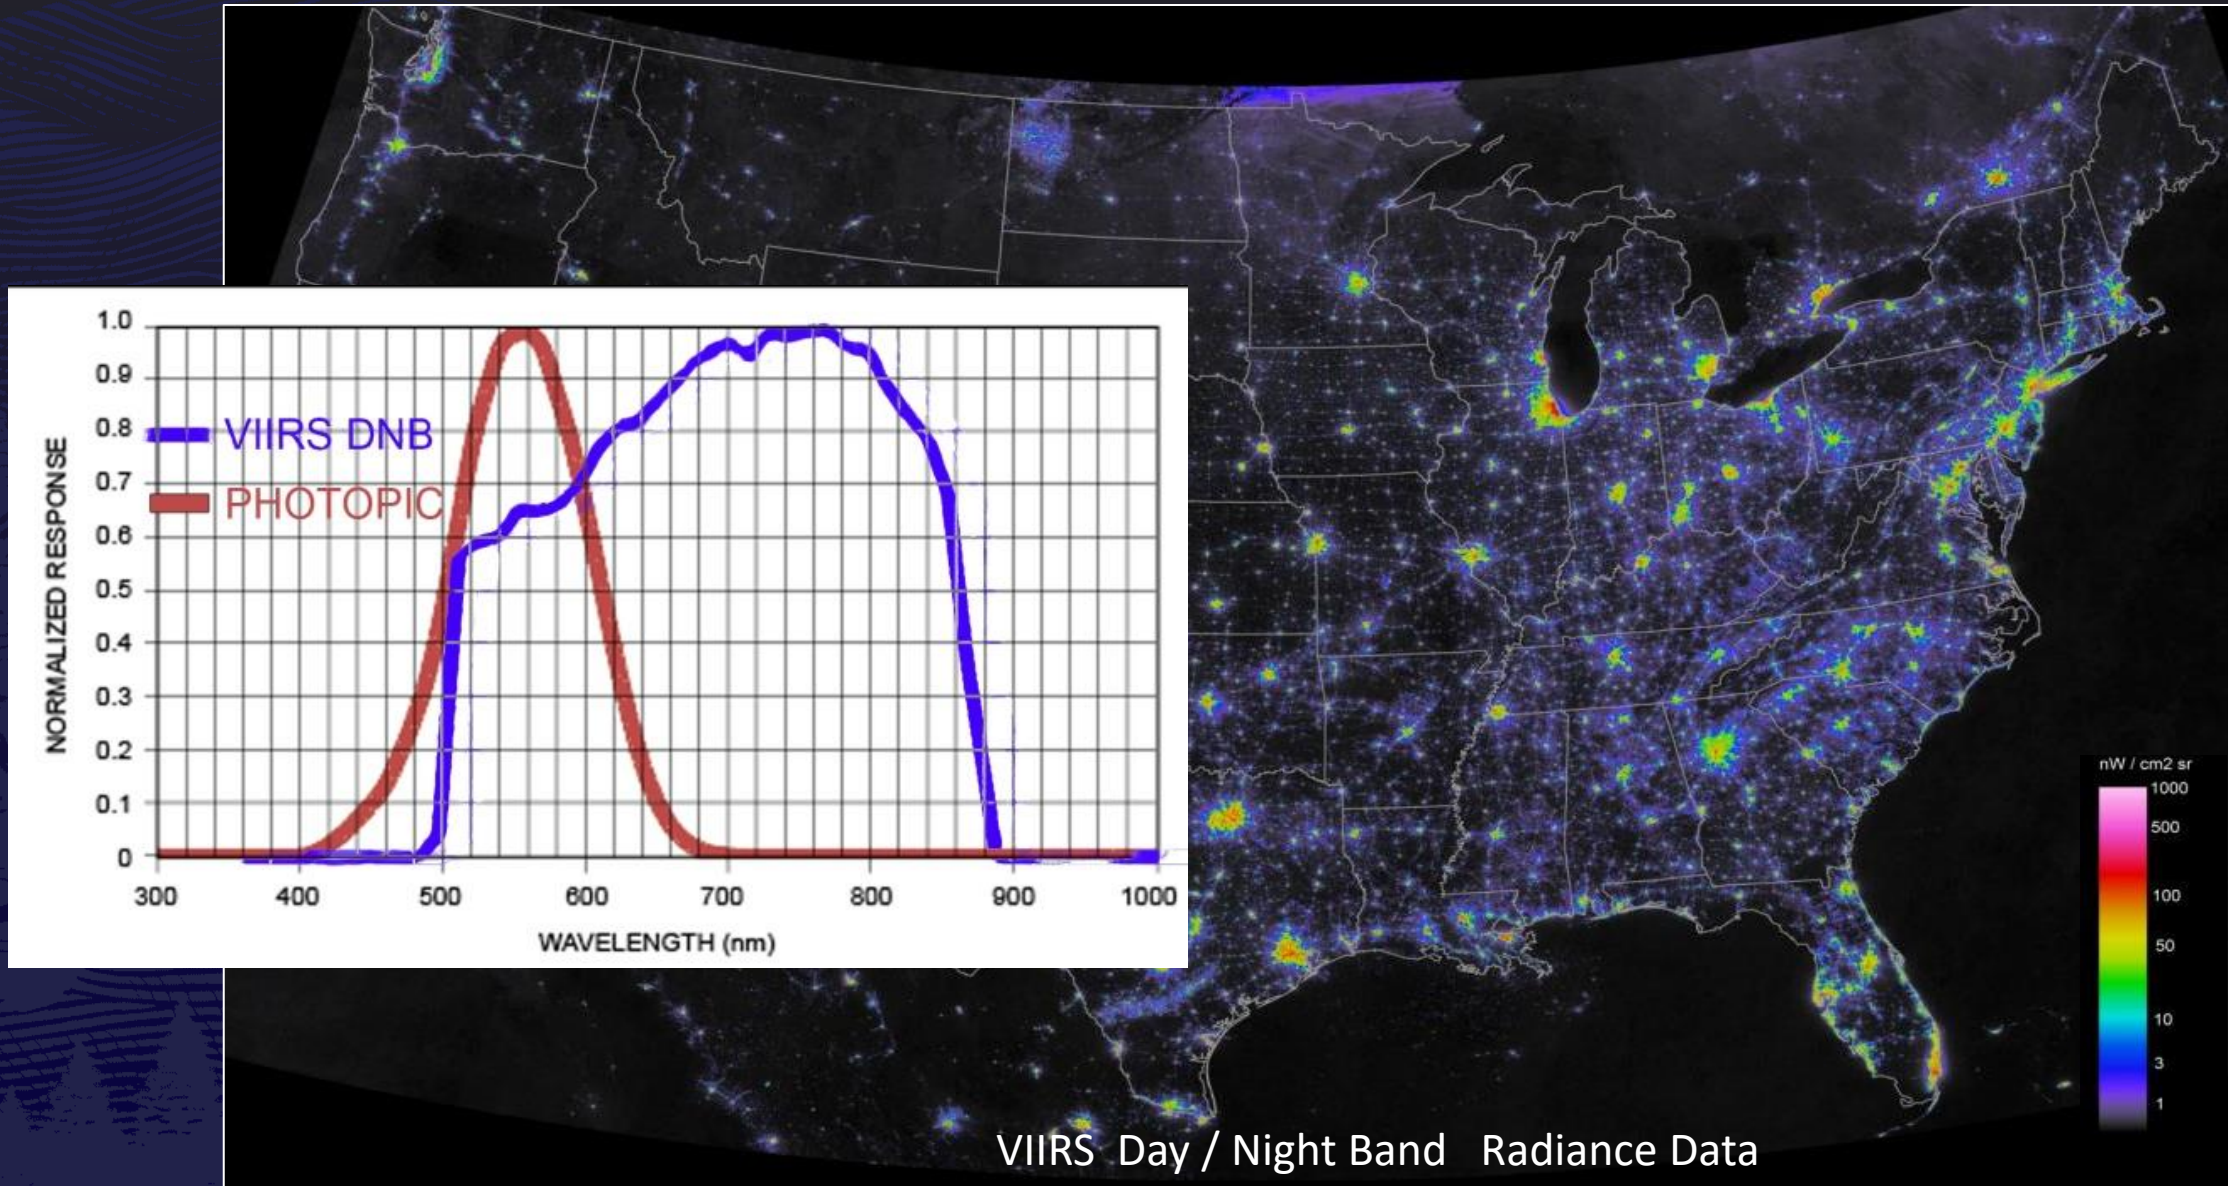 1.0
0.9
0.8
0.7
0.6
0.5
0.4
0.3
0.2
0.1
0
NORMALIZED RESPONSE
VIIRS DNB
PHOTOPIC
300 400 500 600 700 800 900 1000
WAVELENGTH (nm)
nW / cm2 sr
1000
500
100
50
10
3
1
VIIRS Day / Night Band Radiance Data